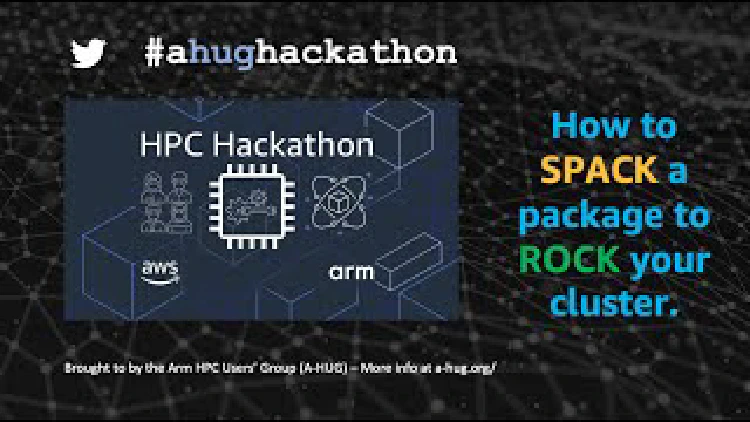 #ahughackathon
HPC Hackathon
aws
arm
How to
SPACK a
package to
ROCK your
cluster.
Brought to by the Arm HPC Users' Group (A-HUG) – More info at a-hug.org/